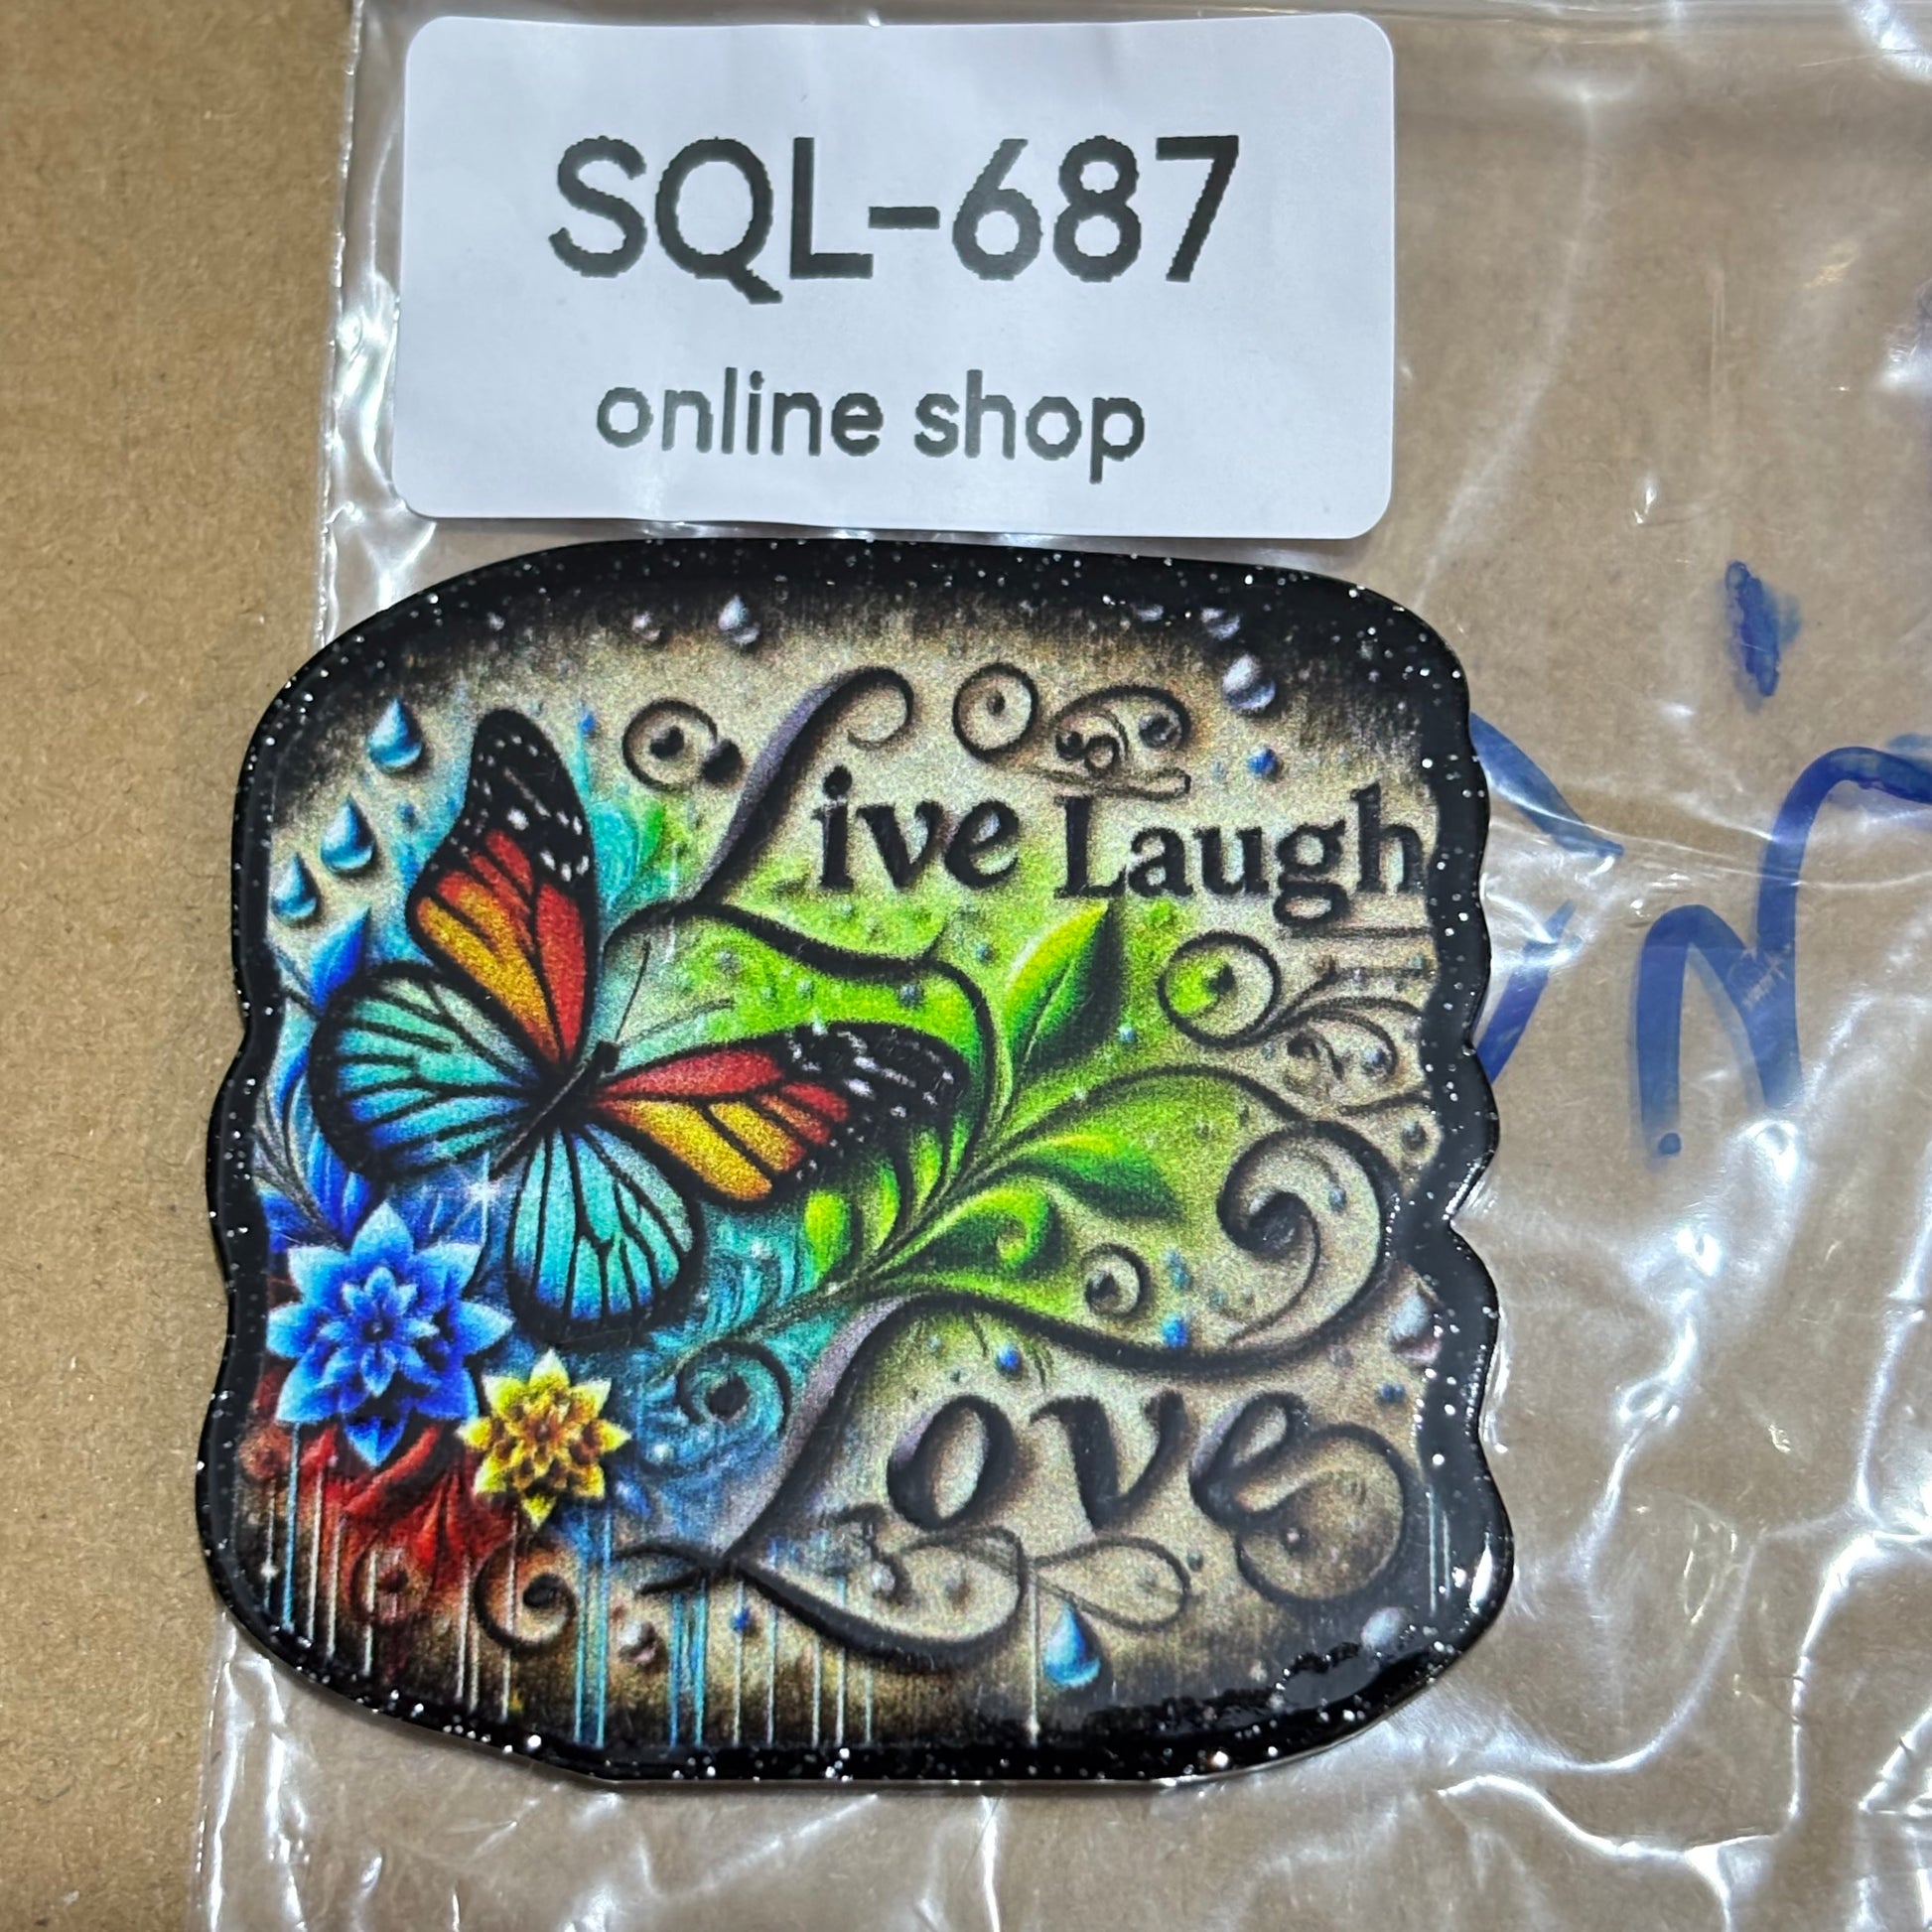 SQL-687
online shop
Live Laugh
Love